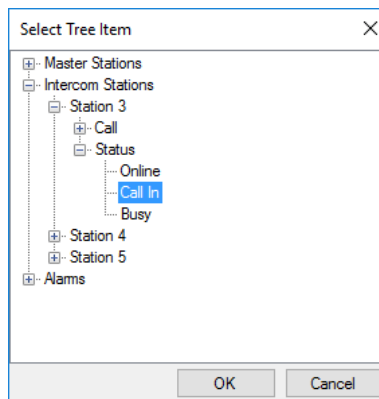 Select Tree Item
Master Stations
Intercom Stations
Station 3
Call
Status
Online
Call In
Busy
Station 4
Station 5
Alarms
OK Cancel